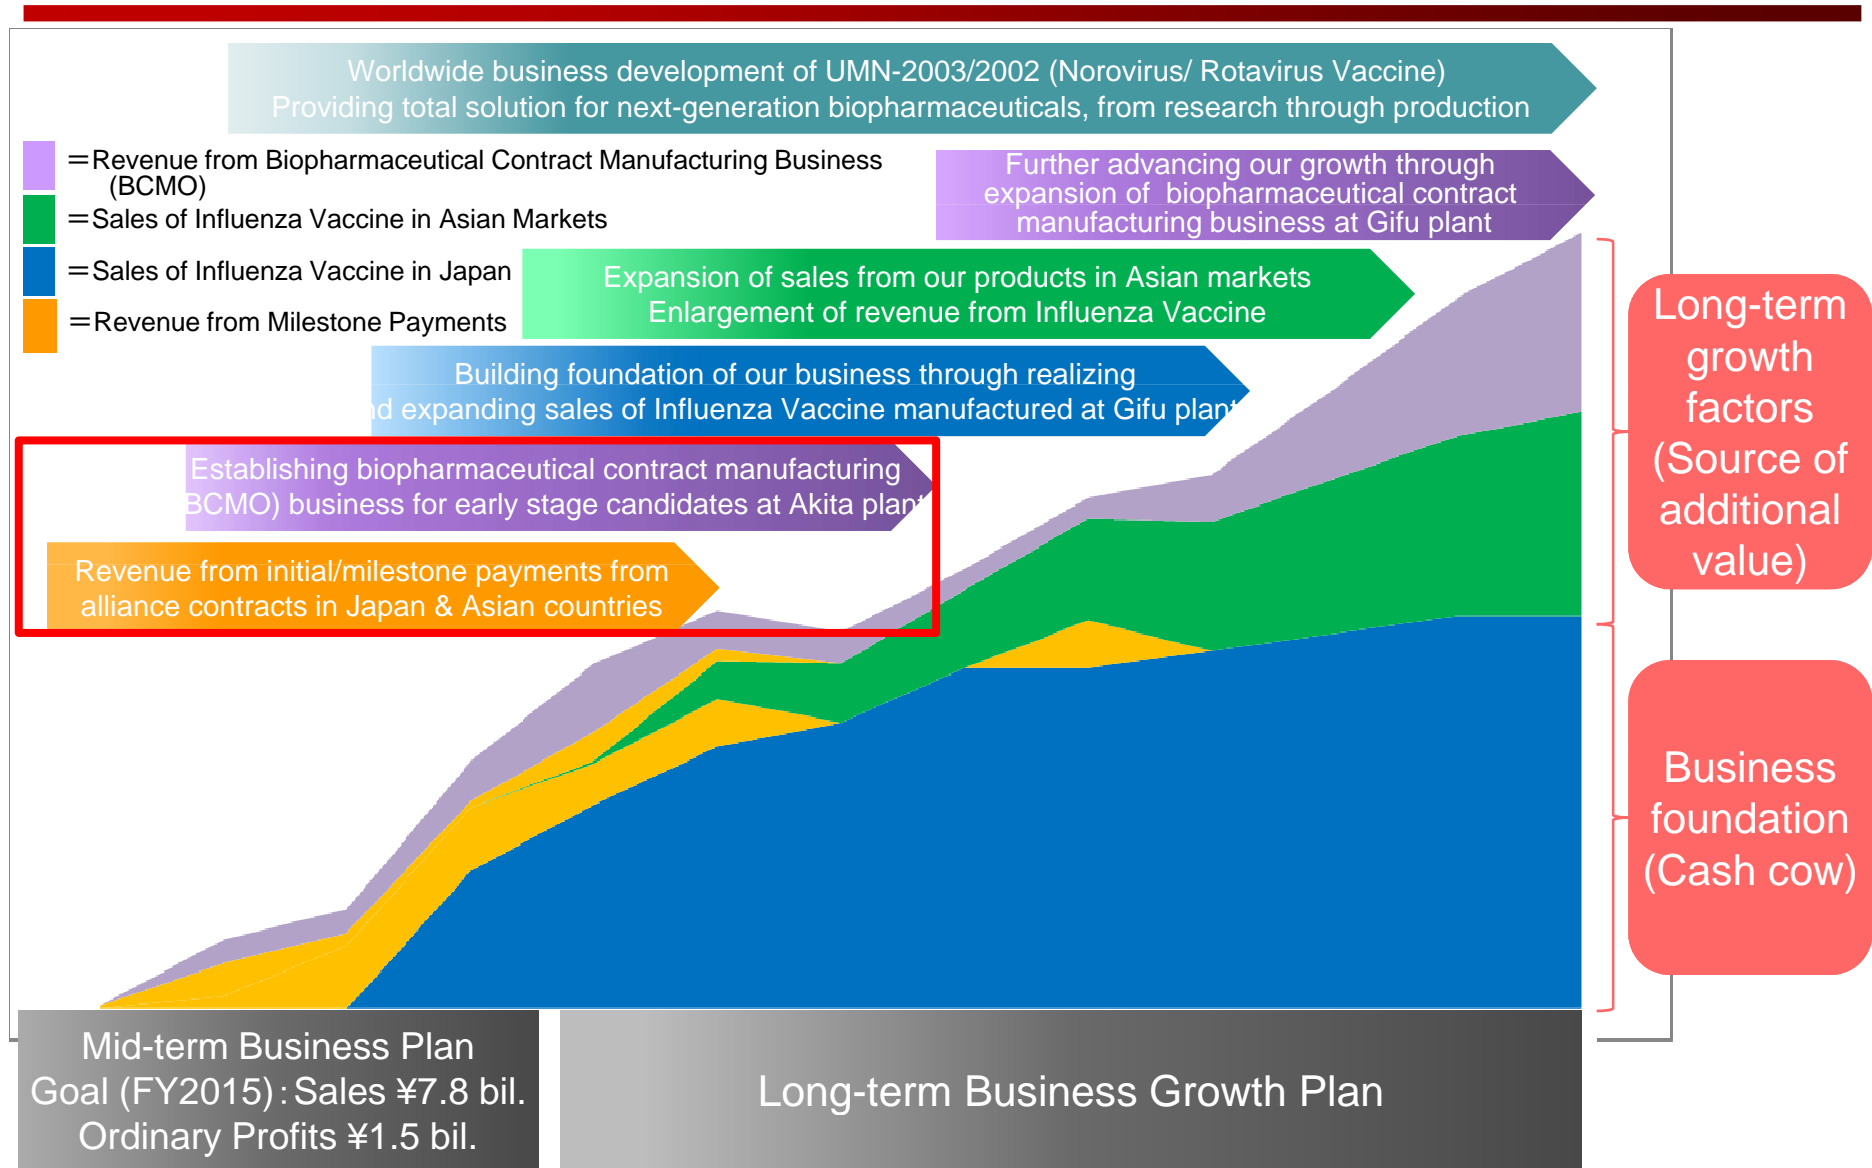 Worldwide business development of UMN-2003/2002 (Norovirus/ Rotavirus Vaccine)
Providing total solution for next-generation biopharmaceuticals, from research through production
＝Revenue from Biopharmaceutical Contract Manufacturing Business
(BCMO)
＝Sales of Influenza Vaccine in Asian Markets
＝Sales of Influenza Vaccine in Japan
＝Revenue from Milestone Payments
Further advancing our growth through
expansion of biopharmaceutical contract
manufacturing business at Gifu plant
Expansion of sales from our products in Asian markets
Enlargement of revenue from Influenza Vaccine
Building foundation of our business through realizing
nd expanding sales of Influenza Vaccine manufactured at Gifu plant
Establishing biopharmaceutical contract manufacturing
BCMO) business for early stage candidates at Akita plant
Revenue from initial/milestone payments from
alliance contracts in Japan & Asian countries
Long-term
growth
factors
(Source of
additional
value)
Business
foundation
(Cash cow)
Mid-term Business Plan
Goal (FY2015)：Sales ¥7.8 bil.
Ordinary Profits ¥1.5 bil.
Long-term Business Growth Plan